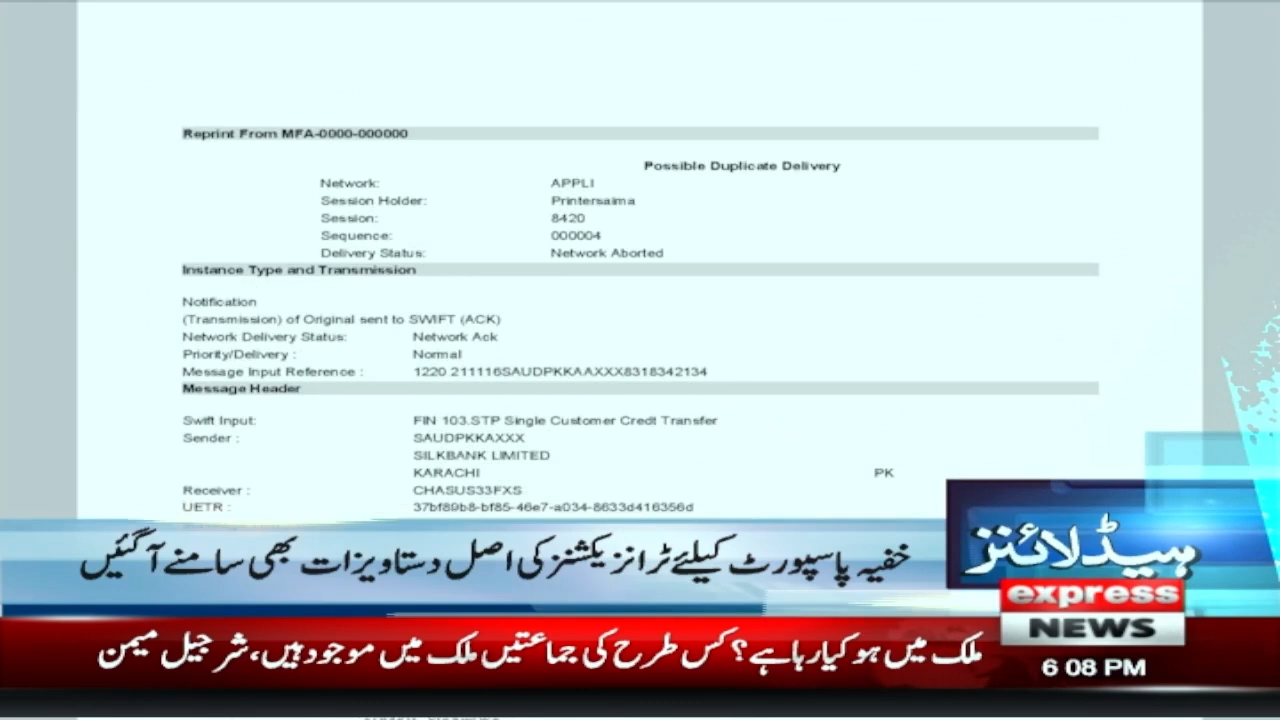 Reprint From MFA-0000-000000
Possible Duplicate Delivery
Network: APPLI
Session Holder: Printersaima
Session: 8420
Sequence: 000004
Delivery Status: Network Aborted
Instance Type and Transmission
Notification
(Transmission) of Original sent to SWIFT (ACK)
Network Delivery Status: Network Ack
Priority/Delivery : Normal
Message Input Reference : 1220 211116SAUDPKKAAXXX8318342134
Message Header
Swift Input: FIN 103.STP Single Customer Credt Transfer
Sender : SAUDPKKAXXX
SILKBANK LIMITED
KARACHI PK
Receiver : CHASUS33FXS
UETR : 37bf89b8-bf85-46e7-a034-8633d416356d
خفیہ پاسپورٹ کیلئے ٹرانزیکشنز کی اصل دستاویزات بھی سامنے آگئیں
ہیڈلائنز
express
NEWS
ملک میں ہو کیا رہا ہے؟ کس طرح کی جماعتیں ملک میں موجود ہیں، شرجیل میمن
6:08 PM